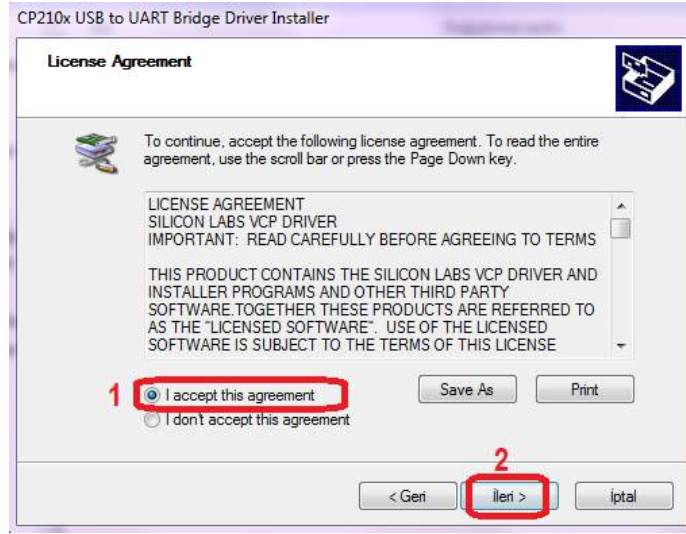 CP210x USB to UART Bridge Driver Installer
License Agreement
To continue, accept the following license agreement. To read the entire
agreement, use the scroll bar or press the Page Down key.
LICENSE AGREEMENT
SILICON LABS VCP DRIVER
IMPORTANT: READ CAREFULLY BEFORE AGREEING TO TERMS
THIS PRODUCT CONTAINS THE SILICON LABS VCP DRIVER AND
INSTALLER PROGRAMS AND OTHER THIRD PARTY
SOFTWARE.TOGETHER THESE PRODUCTS ARE REFERRED TO
AS THE "LICENSED SOFTWARE". USE OF THE LICENSED
SOFTWARE IS SUBJECT TO THE TERMS OF THIS LICENSE
1 I accept this agreement Save As Print
I don't accept this agreement
2
< Geri İleri > İptal